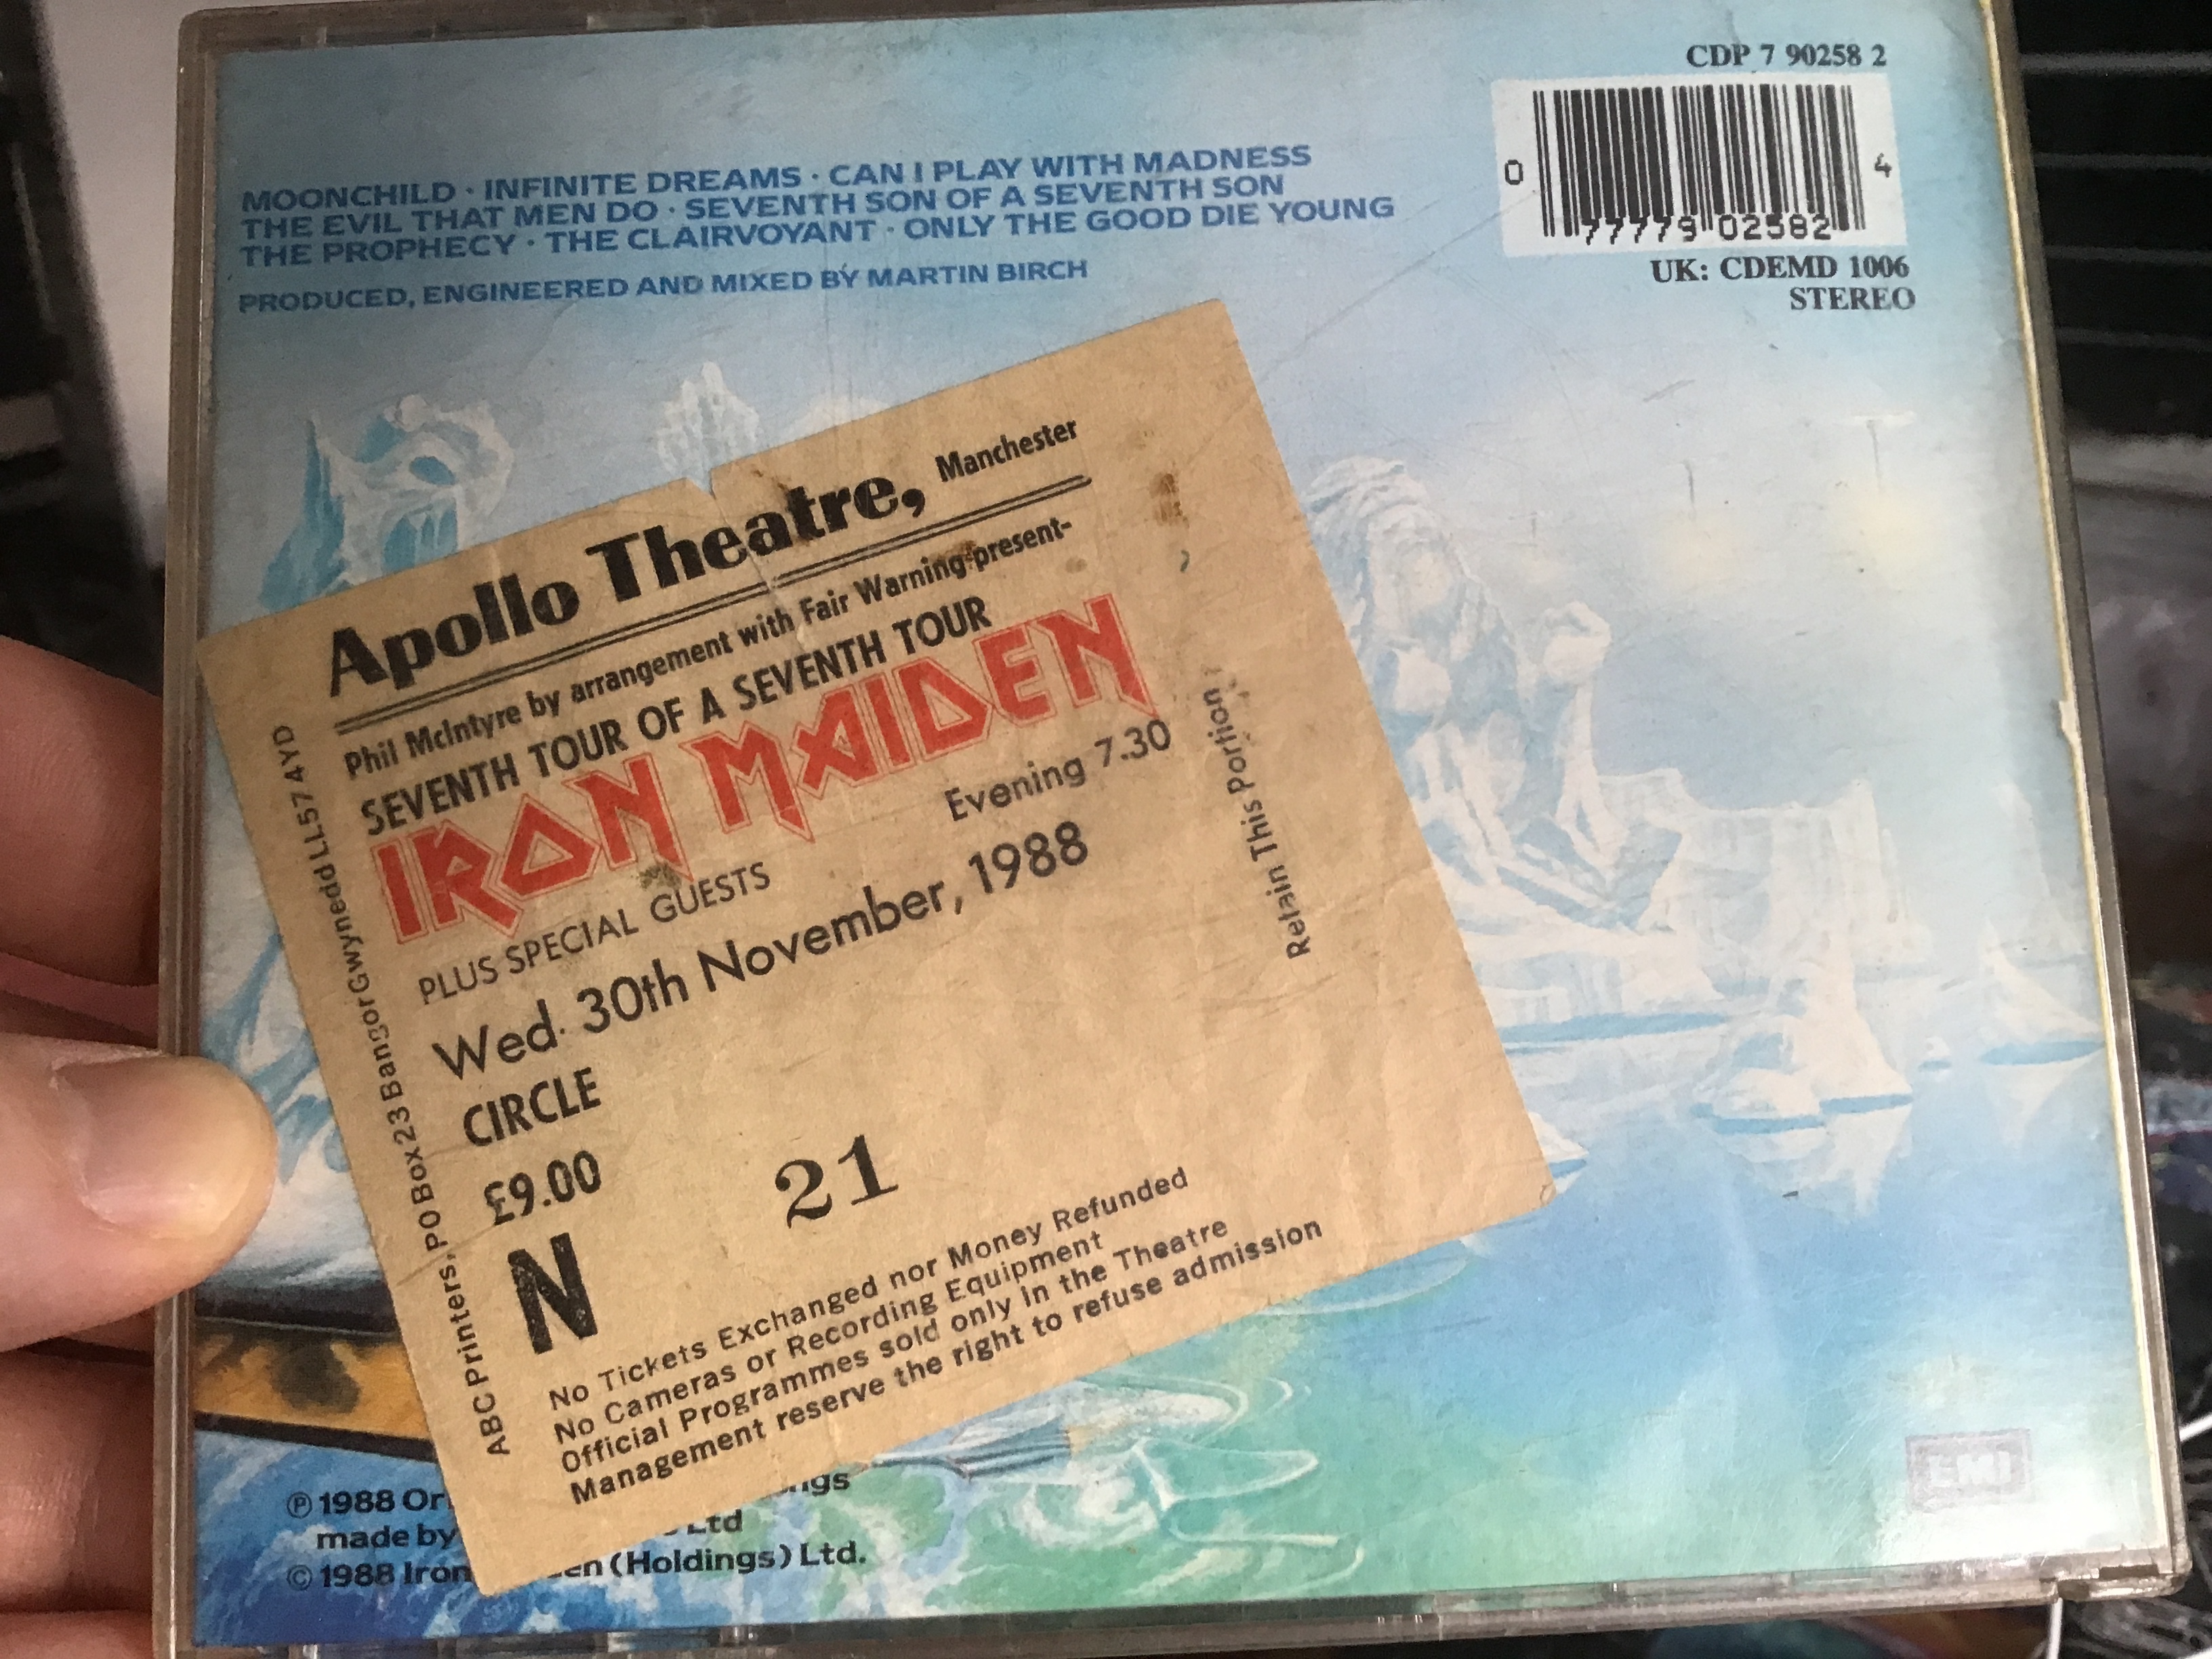 CDP 7 90258 2
0 77779 02582 4
UK: CDEMD 1006
STEREO
MOONCHILD · INFINITE DREAMS · CAN I PLAY WITH MADNESS
THE EVIL THAT MEN DO · SEVENTH SON OF A SEVENTH SON
THE PROPHECY · THE CLAIRVOYANT · ONLY THE GOOD DIE YOUNG
PRODUCED, ENGINEERED AND MIXED BY MARTIN BIRCH
Apollo Theatre, Manchester
Phil McIntyre by arrangement with Fair Warning present-
SEVENTH TOUR OF A SEVENTH TOUR
IRON MAIDEN
PLUS SPECIAL GUESTS
Evening 7.30
Wed. 30th November, 1988
CIRCLE
£9.00
21
N
No Tickets Exchanged nor Money Refunded
No Cameras or Recording Equipment
Official Programmes sold only in the Theatre
Management reserve the right to refuse admission
ABC Printers, PO Box 23 Bangor Gwynedd LL57 4YD
Retain This Portion
℗ 1988
made by Ltd
© 1988 Iron (Holdings) Ltd.
EMI